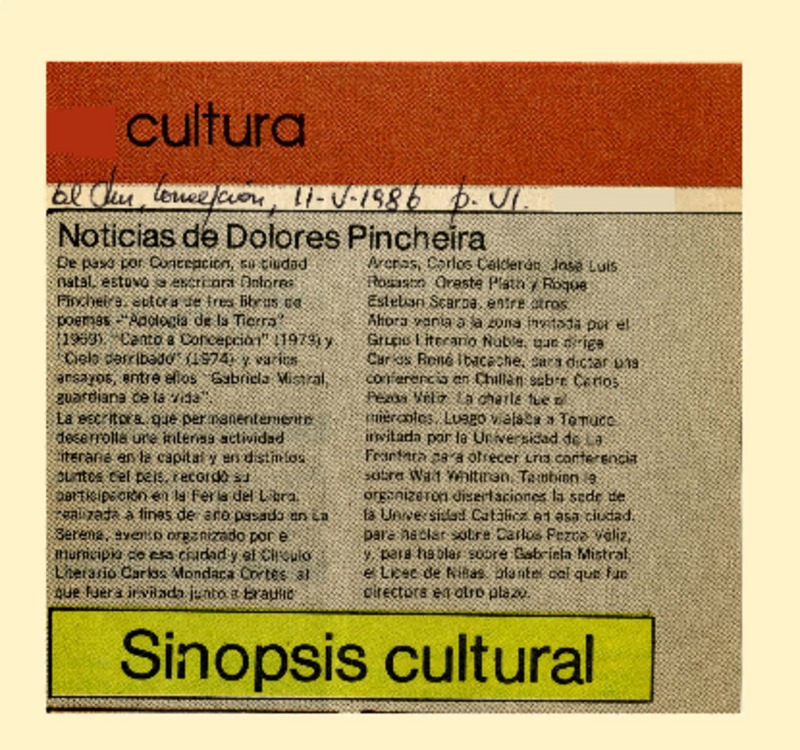 cultura
El Sur, Concepción, 11-V-1986 p. VI.
Noticias de Dolores Pincheira
De paso por Concepción, su ciudad
natal, estuvo la escritora Dolores
Pincheira, autora de tres libros de
poemas -"Apología de la Tierra"
(1969), "Canto a Concepción" (1973) y
"Cielo derribado" (1974) y varios
ensayos, entre ellos "Gabriela Mistral,
guardiana de la vida".
La escritora, que permanentemente
desarrolla una intensa actividad
literaria en la capital y en distintos
puntos del país, recordó su
participación en la Feria del Libro,
realizada a fines del año pasado en La
Serena, evento organizado por el
municipio de esa ciudad y el Círculo
Literario Carlos Mondaca Cortés, al
que fuera invitada junto a Braulio
Arenas, Carlos Calderón, José Luis
Rosasco, Oreste Plath y Roque
Esteban Scarpa, entre otros.
Ahora venía a la zona invitada por el
Grupo Literario Ñuble, que dirige
Carlos René Ibacache, para dictar una
conferencia en Chillán sobre Carlos
Pezoa Véliz. La charla fue el
miércoles. Luego viajaba a Temuco
invitada por la Universidad de La
Frontera para ofrecer una conferencia
sobre Walt Whitman. También le
organizaron disertaciones la sede de
la Universidad Católica en esa ciudad,
para hablar sobre Carlos Pezoa Véliz,
y, para hablar sobre Gabriela Mistral,
el Liceo de Niñas, plantel del que fue
directora en otro plazo.
Sinopsis cultural